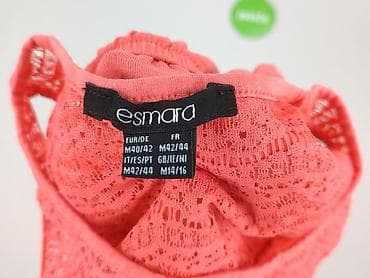 esmara
EUR/DE FR
M40/42 M42/44
IT/ES/PT GB/IE/NI
M42/44 M14/16